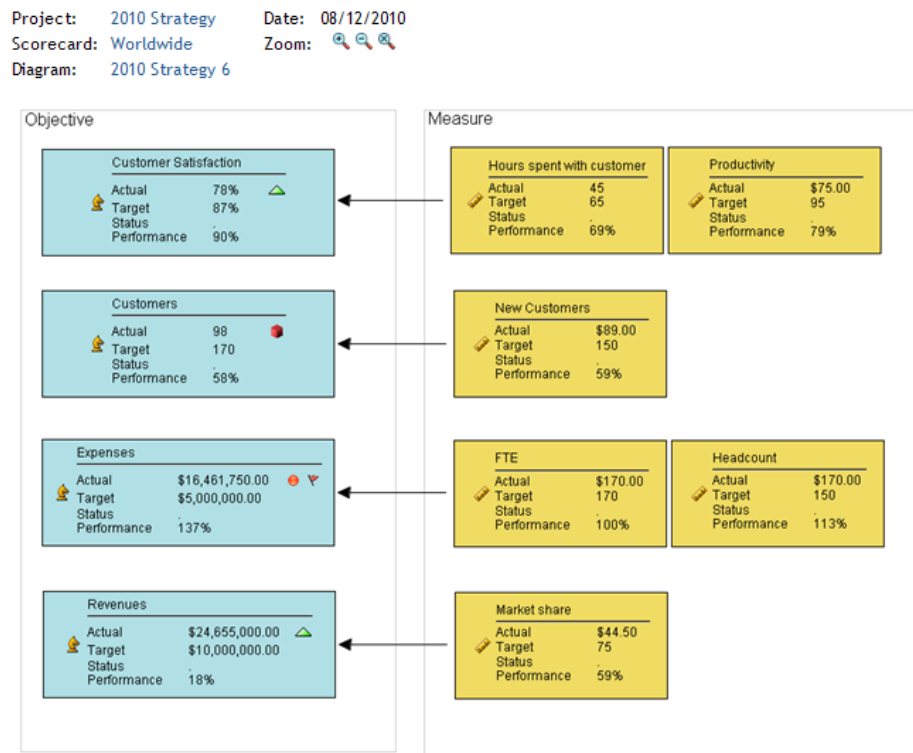 Project: 2010 Strategy Date: 08/12/2010
Scorecard: Worldwide Zoom:
Diagram: 2010 Strategy 6
Objective
Customer Satisfaction
Actual 78%
Target 87%
Status .
Performance 90%
Customers
Actual 98
Target 170
Status .
Performance 58%
Expenses
Actual $16,461,750.00
Target $5,000,000.00
Status .
Performance 137%
Revenues
Actual $24,655,000.00
Target $10,000,000.00
Status .
Performance 18%
Measure
Hours spent with customer
Actual 45
Target 65
Status .
Performance 69%
Productivity
Actual $75.00
Target 95
Status .
Performance 79%
New Customers
Actual $89.00
Target 150
Status .
Performance 59%
FTE
Actual $170.00
Target 170
Status .
Performance 100%
Headcount
Actual $170.00
Target 150
Status .
Performance 113%
Market share
Actual $44.50
Target 75
Status .
Performance 59%